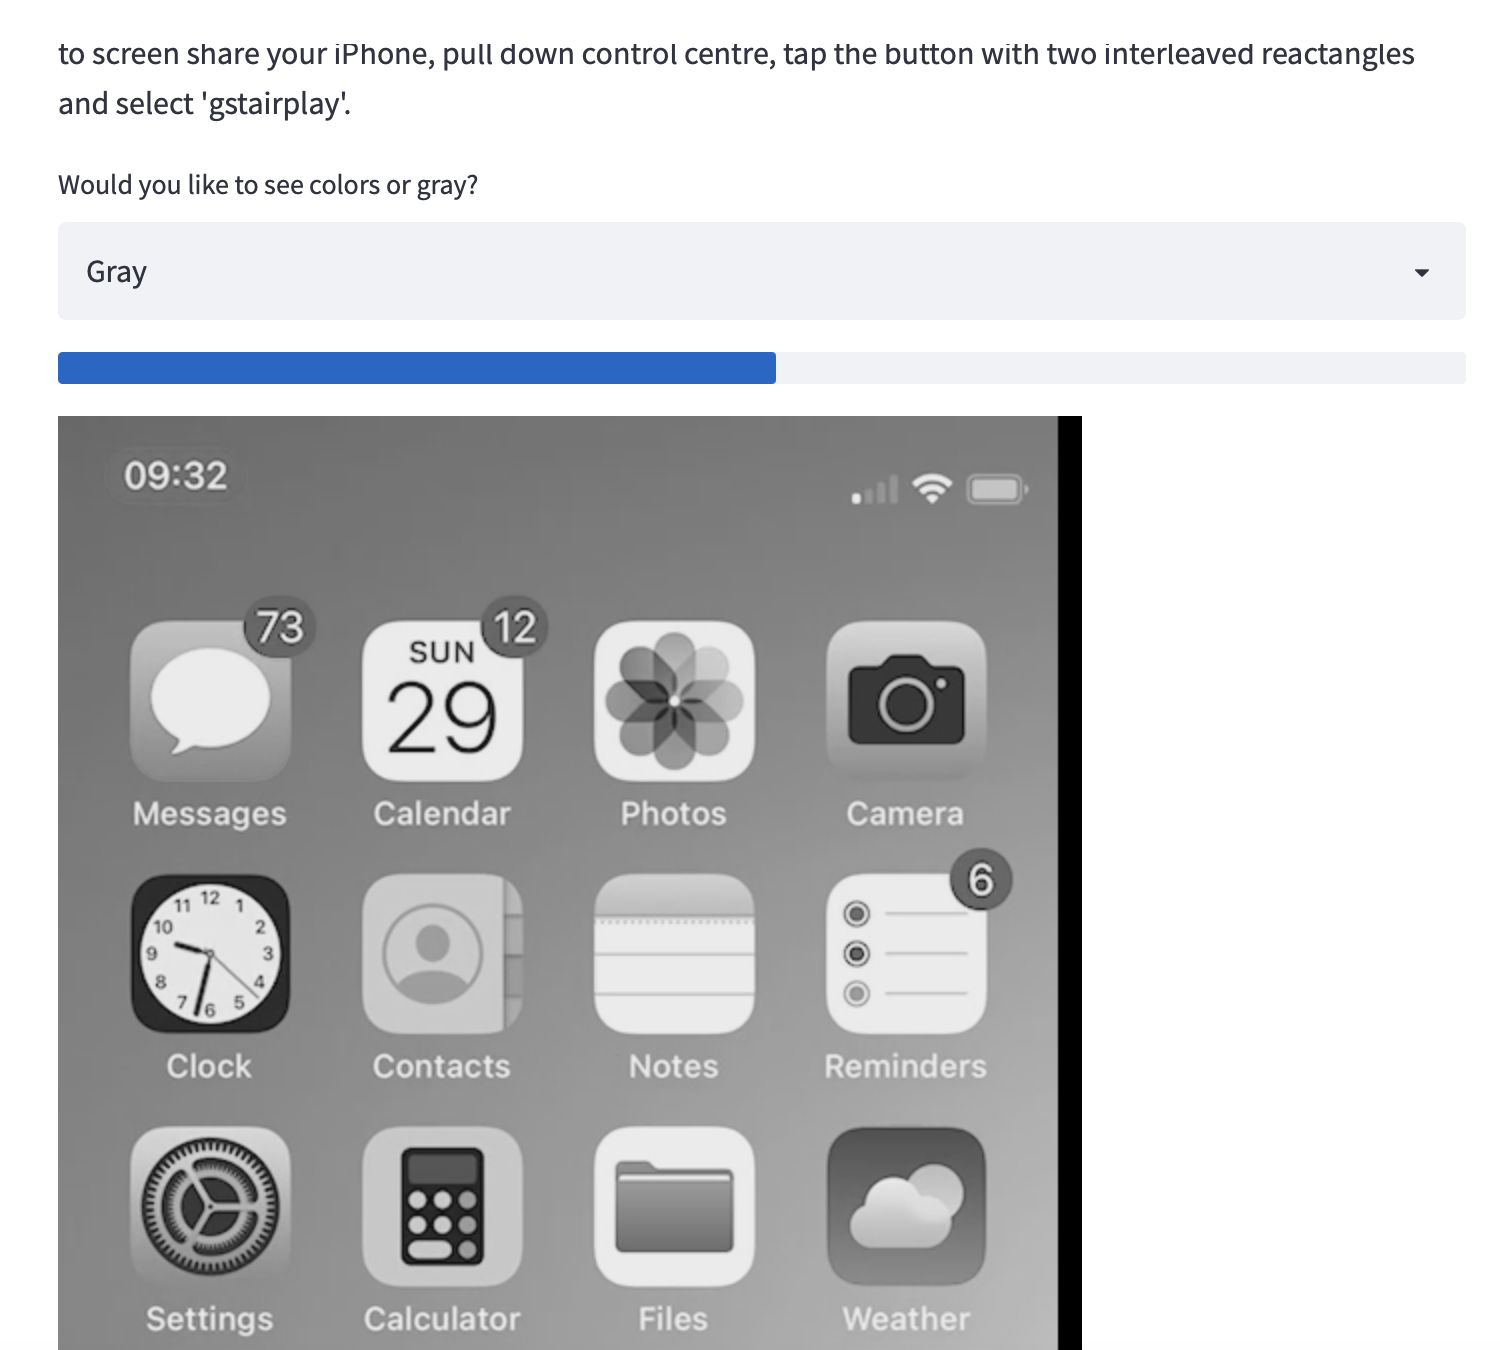 to screen share your iPhone, pull down control centre, tap the button with two interleaved reactangles
and select 'gstairplay'.
Would you like to see colors or gray?
Gray
09:32
73
12
SUN
29
Messages
Calendar
Photos
Camera
6
12
11
1
10
2
9
3
8
4
7
5
6
Clock
Contacts
Notes
Reminders
Settings
Calculator
Files
Weather